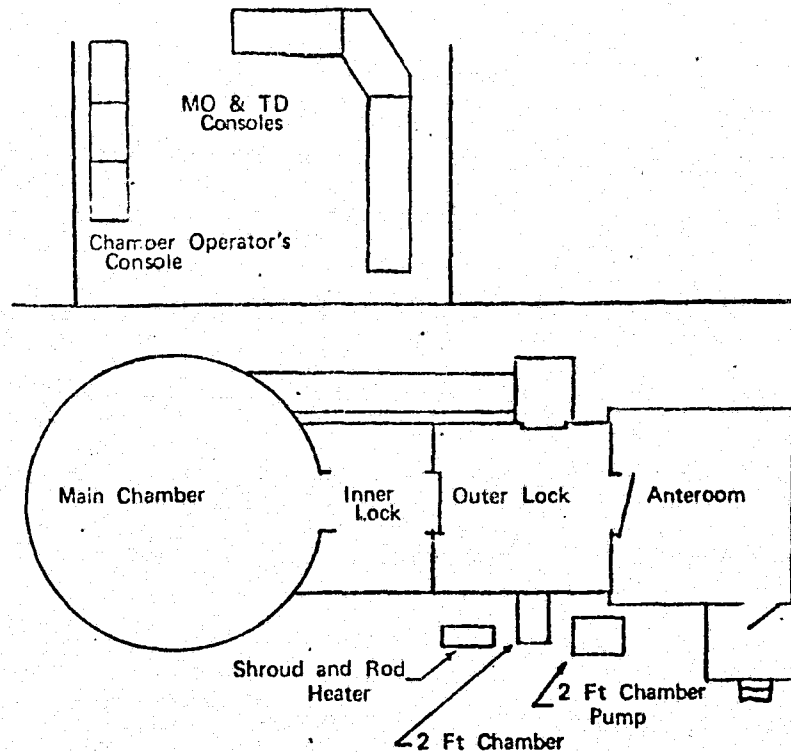 MO & TD
Consoles
Chamber Operator's
Console
Main Chamber
Inner
Lock
Outer Lock
Anteroom
Shroud and Rod
Heater
2 Ft Chamber
Pump
2 Ft Chamber